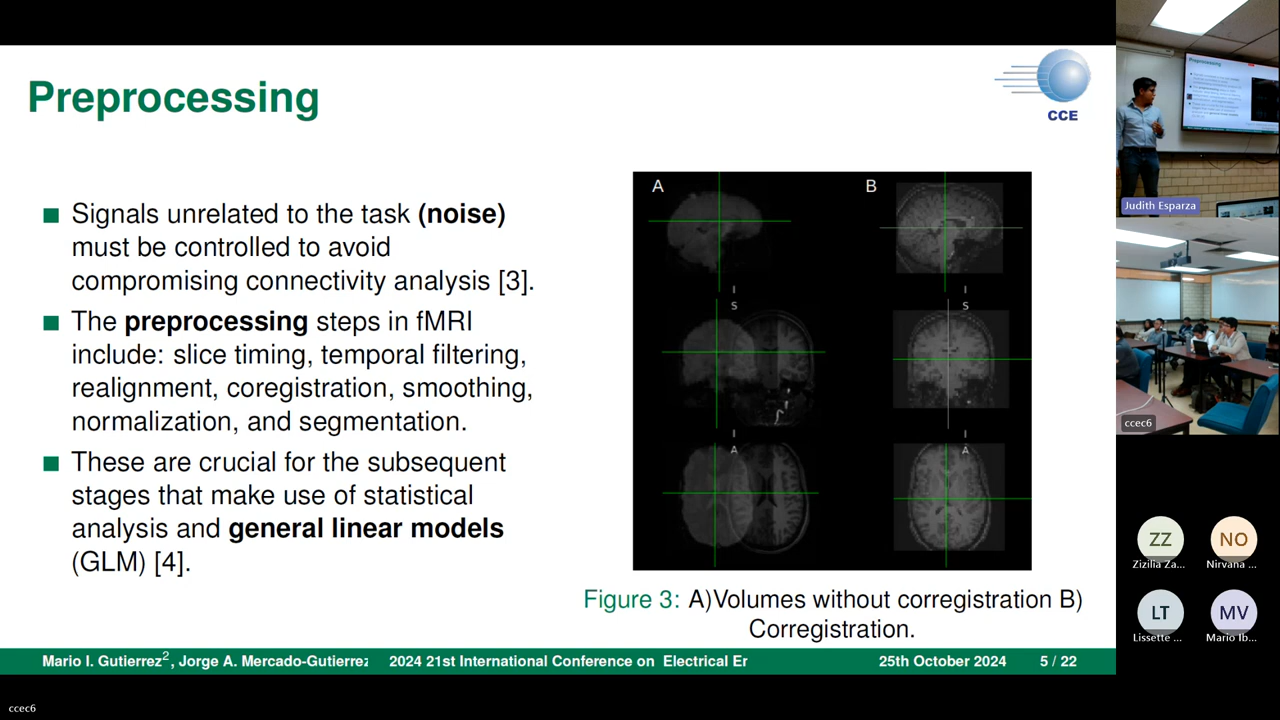 Preprocessing
CCE
Signals unrelated to the task (noise)
must be controlled to avoid
compromising connectivity analysis [3].
The preprocessing steps in fMRI
include: slice timing, temporal filtering,
realignment, coregistration, smoothing,
normalization, and segmentation.
These are crucial for the subsequent
stages that make use of statistical
analysis and general linear models
(GLM) [4].
A
B
I
S
I
S
I
A
I
A
Figure 3: A)Volumes without corregistration B)
Corregistration.
Mario I. Gutierrez², Jorge A. Mercado-Gutierrez
2024 21st International Conference on Electrical Er
25th October 2024
5 / 22
Preprocessing
Judith Esparza
ccec6
ZZ
Zizilia Za...
NO
Nirvana ...
LT
Lissette ...
MV
Mario Ib...
ccec6